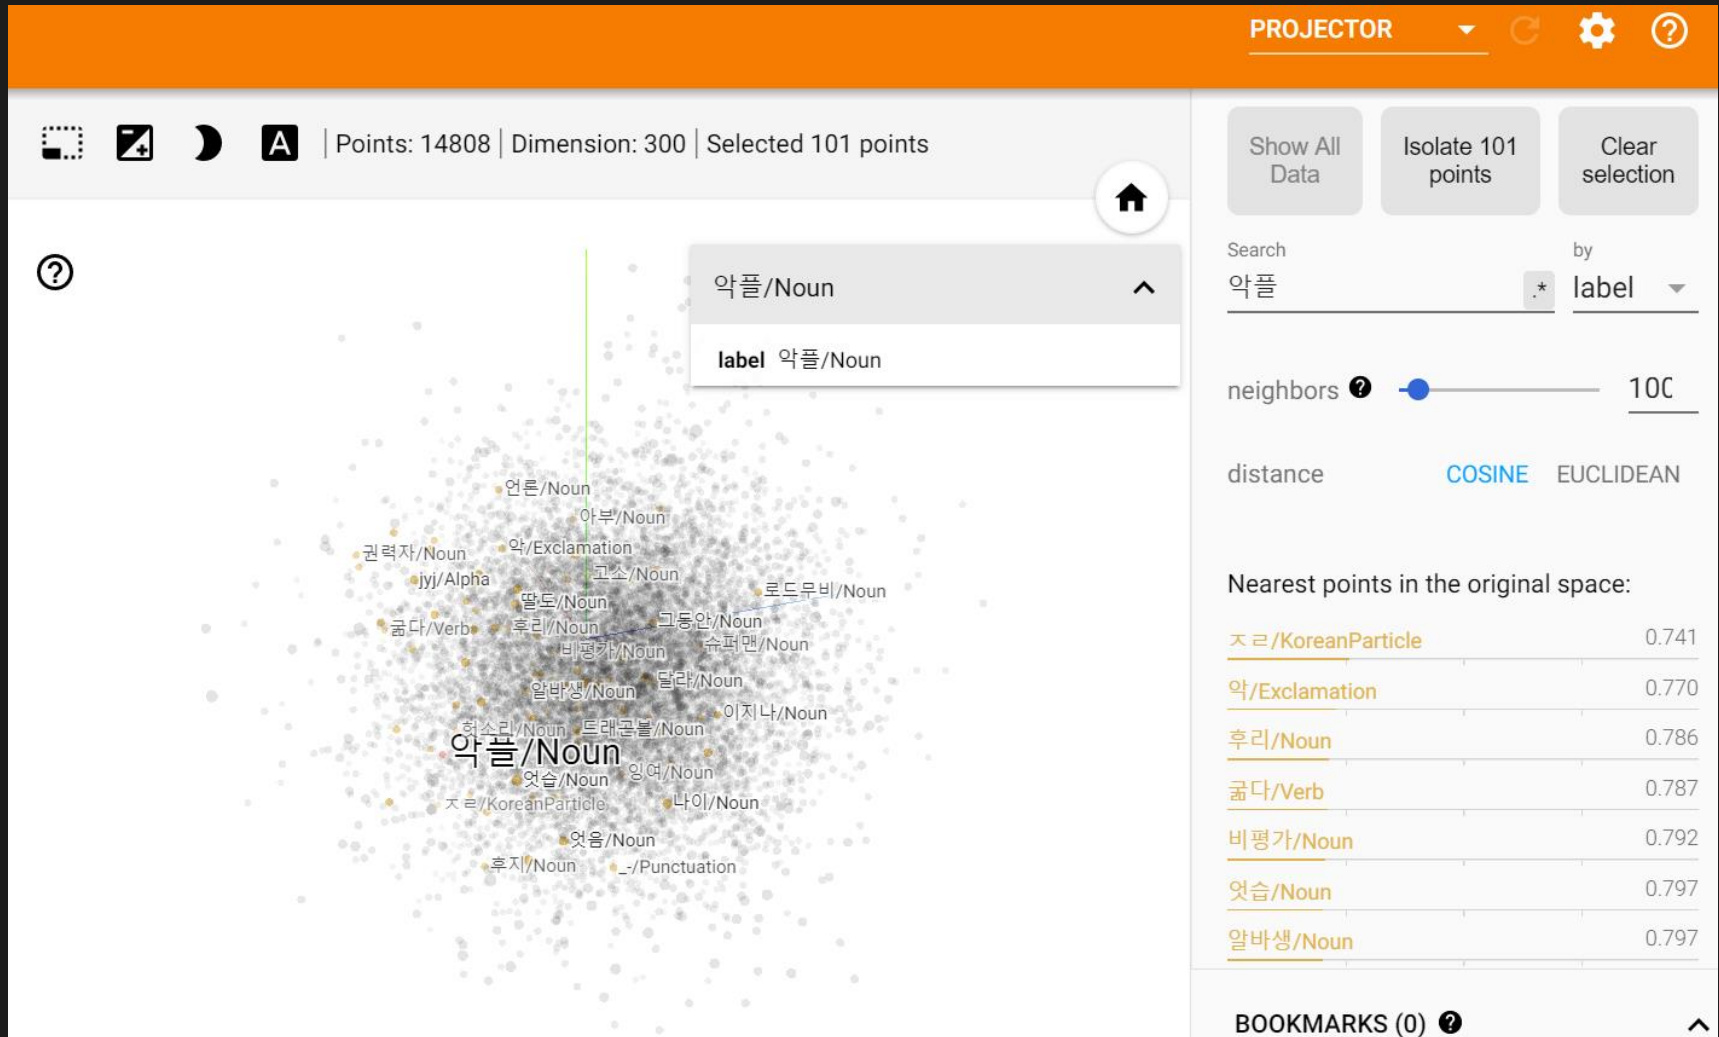 PROJECTOR
Points: 14808 | Dimension: 300 | Selected 101 points
악플/Noun
label 악플/Noun
언론/Noun
아부/Noun
권력자/Noun
악/Exclamation
jyj/Alpha
고소/Noun
로드무비/Noun
딸도/Noun
굶다/Verb
후리/Noun
그동안/Noun
비평가/Noun
슈퍼맨/Noun
알바생/Noun
달라/Noun
이지나/Noun
헛소리/Noun
드래곤볼/Noun
악플/Noun
엇습/Noun
잉여/Noun
ㅈㄹ/KoreanParticle
나이/Noun
엇음/Noun
후지/Noun
_-/Punctuation
Show All Data
Isolate 101 points
Clear selection
Search
by
악플
.*
label
neighbors
100
distance
COSINE
EUCLIDEAN
Nearest points in the original space:
ㅈㄹ/KoreanParticle 0.741
악/Exclamation 0.770
후리/Noun 0.786
굶다/Verb 0.787
비평가/Noun 0.792
엇습/Noun 0.797
알바생/Noun 0.797
BOOKMARKS (0)